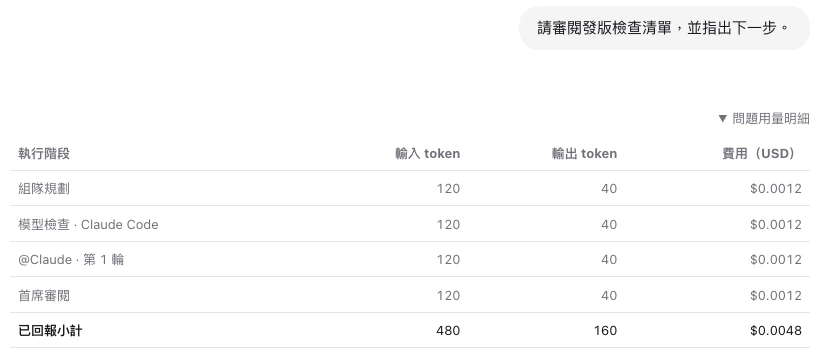 請審閱發版檢查清單，並指出下一步。
▼ 問題用量明細
執行階段 輸入 token 輸出 token 費用（USD）
組隊規劃 120 40 $0.0012
模型檢查 · Claude Code 120 40 $0.0012
@Claude · 第 1 輪 120 40 $0.0012
首席審閱 120 40 $0.0012
已回報小計 480 160 $0.0048